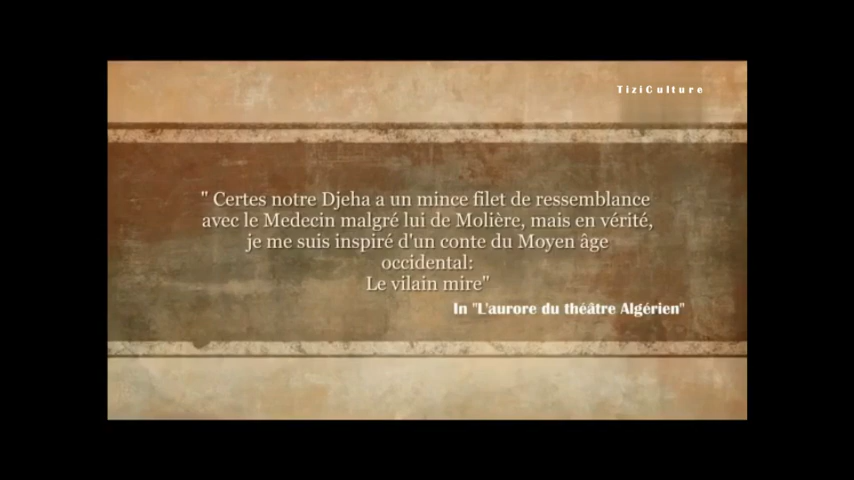 TiziCulture
" Certes notre Djeha a un mince filet de ressemblance
avec le Medecin malgré lui de Molière, mais en vérité,
je me suis inspiré d'un conte du Moyen âge
occidental:
Le vilain mire"
In "L'aurore du théâtre Algérien"